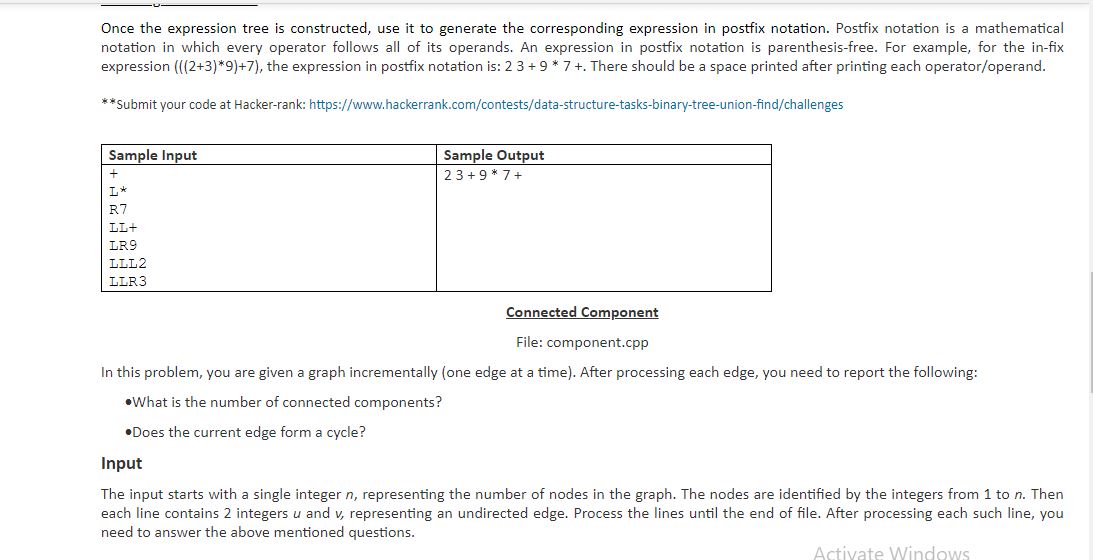 Once the expression tree is constructed, use it to generate the corresponding expression in postfix notation. Postfix notation is a mathematical
notation in which every operator follows all of its operands. An expression in postfix notation is parenthesis-free. For example, for the in-fix
expression (((2+3)*9)+7), the expression in postfix notation is: 2 3 + 9 * 7 +. There should be a space printed after printing each operator/operand.
**Submit your code at Hacker-rank: https://www.hackerrank.com/contests/data-structure-tasks-binary-tree-union-find/challenges
Sample Input Sample Output
+ 2 3 + 9 * 7 +
L*
R7
LL+
LR9
LLL2
LLR3
Connected Component
File: component.cpp
In this problem, you are given a graph incrementally (one edge at a time). After processing each edge, you need to report the following:
•What is the number of connected components?
•Does the current edge form a cycle?
Input
The input starts with a single integer n, representing the number of nodes in the graph. The nodes are identified by the integers from 1 to n. Then
each line contains 2 integers u and v, representing an undirected edge. Process the lines until the end of file. After processing each such line, you
need to answer the above mentioned questions.
Activate Windows